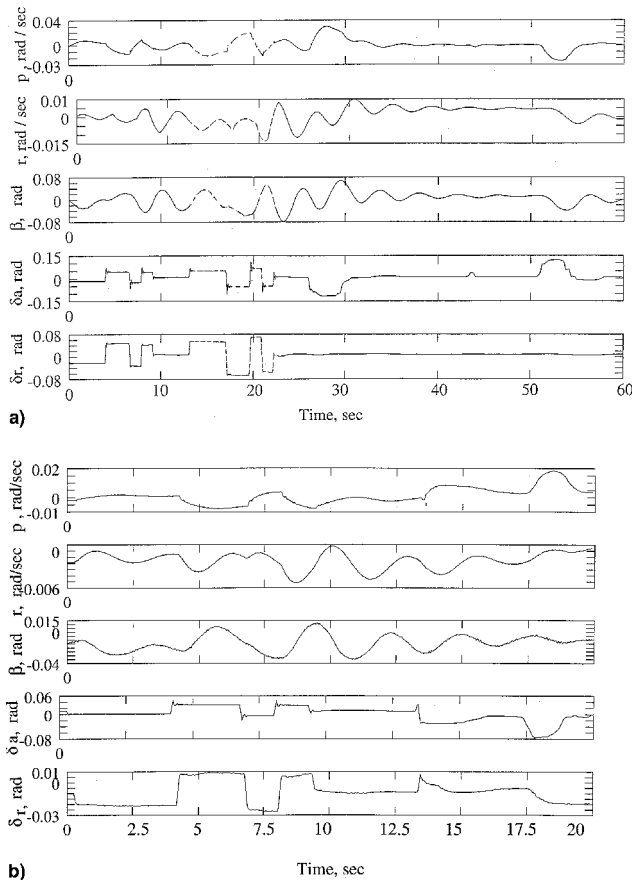 0.04
0
-0.03
p, rad / sec
0
0.01
0
-0.015
r, rad / sec
0
0.08
0
-0.08
β, rad
0
0.15
0
-0.15
δa, rad
0
0.08
0
-0.08
δr, rad
0 10 20 30 40 50 60
Time, sec
a)
0.02
0
-0.01
p, rad/sec
0
0
-0.006
r, rad/sec
0
0.015
0
-0.04
β, rad
0
0.06
0
-0.08
δa, rad
0
0.01
0
-0.03
δr, rad
0 2.5 5 7.5 10 12.5 15 17.5 20
Time, sec
b)